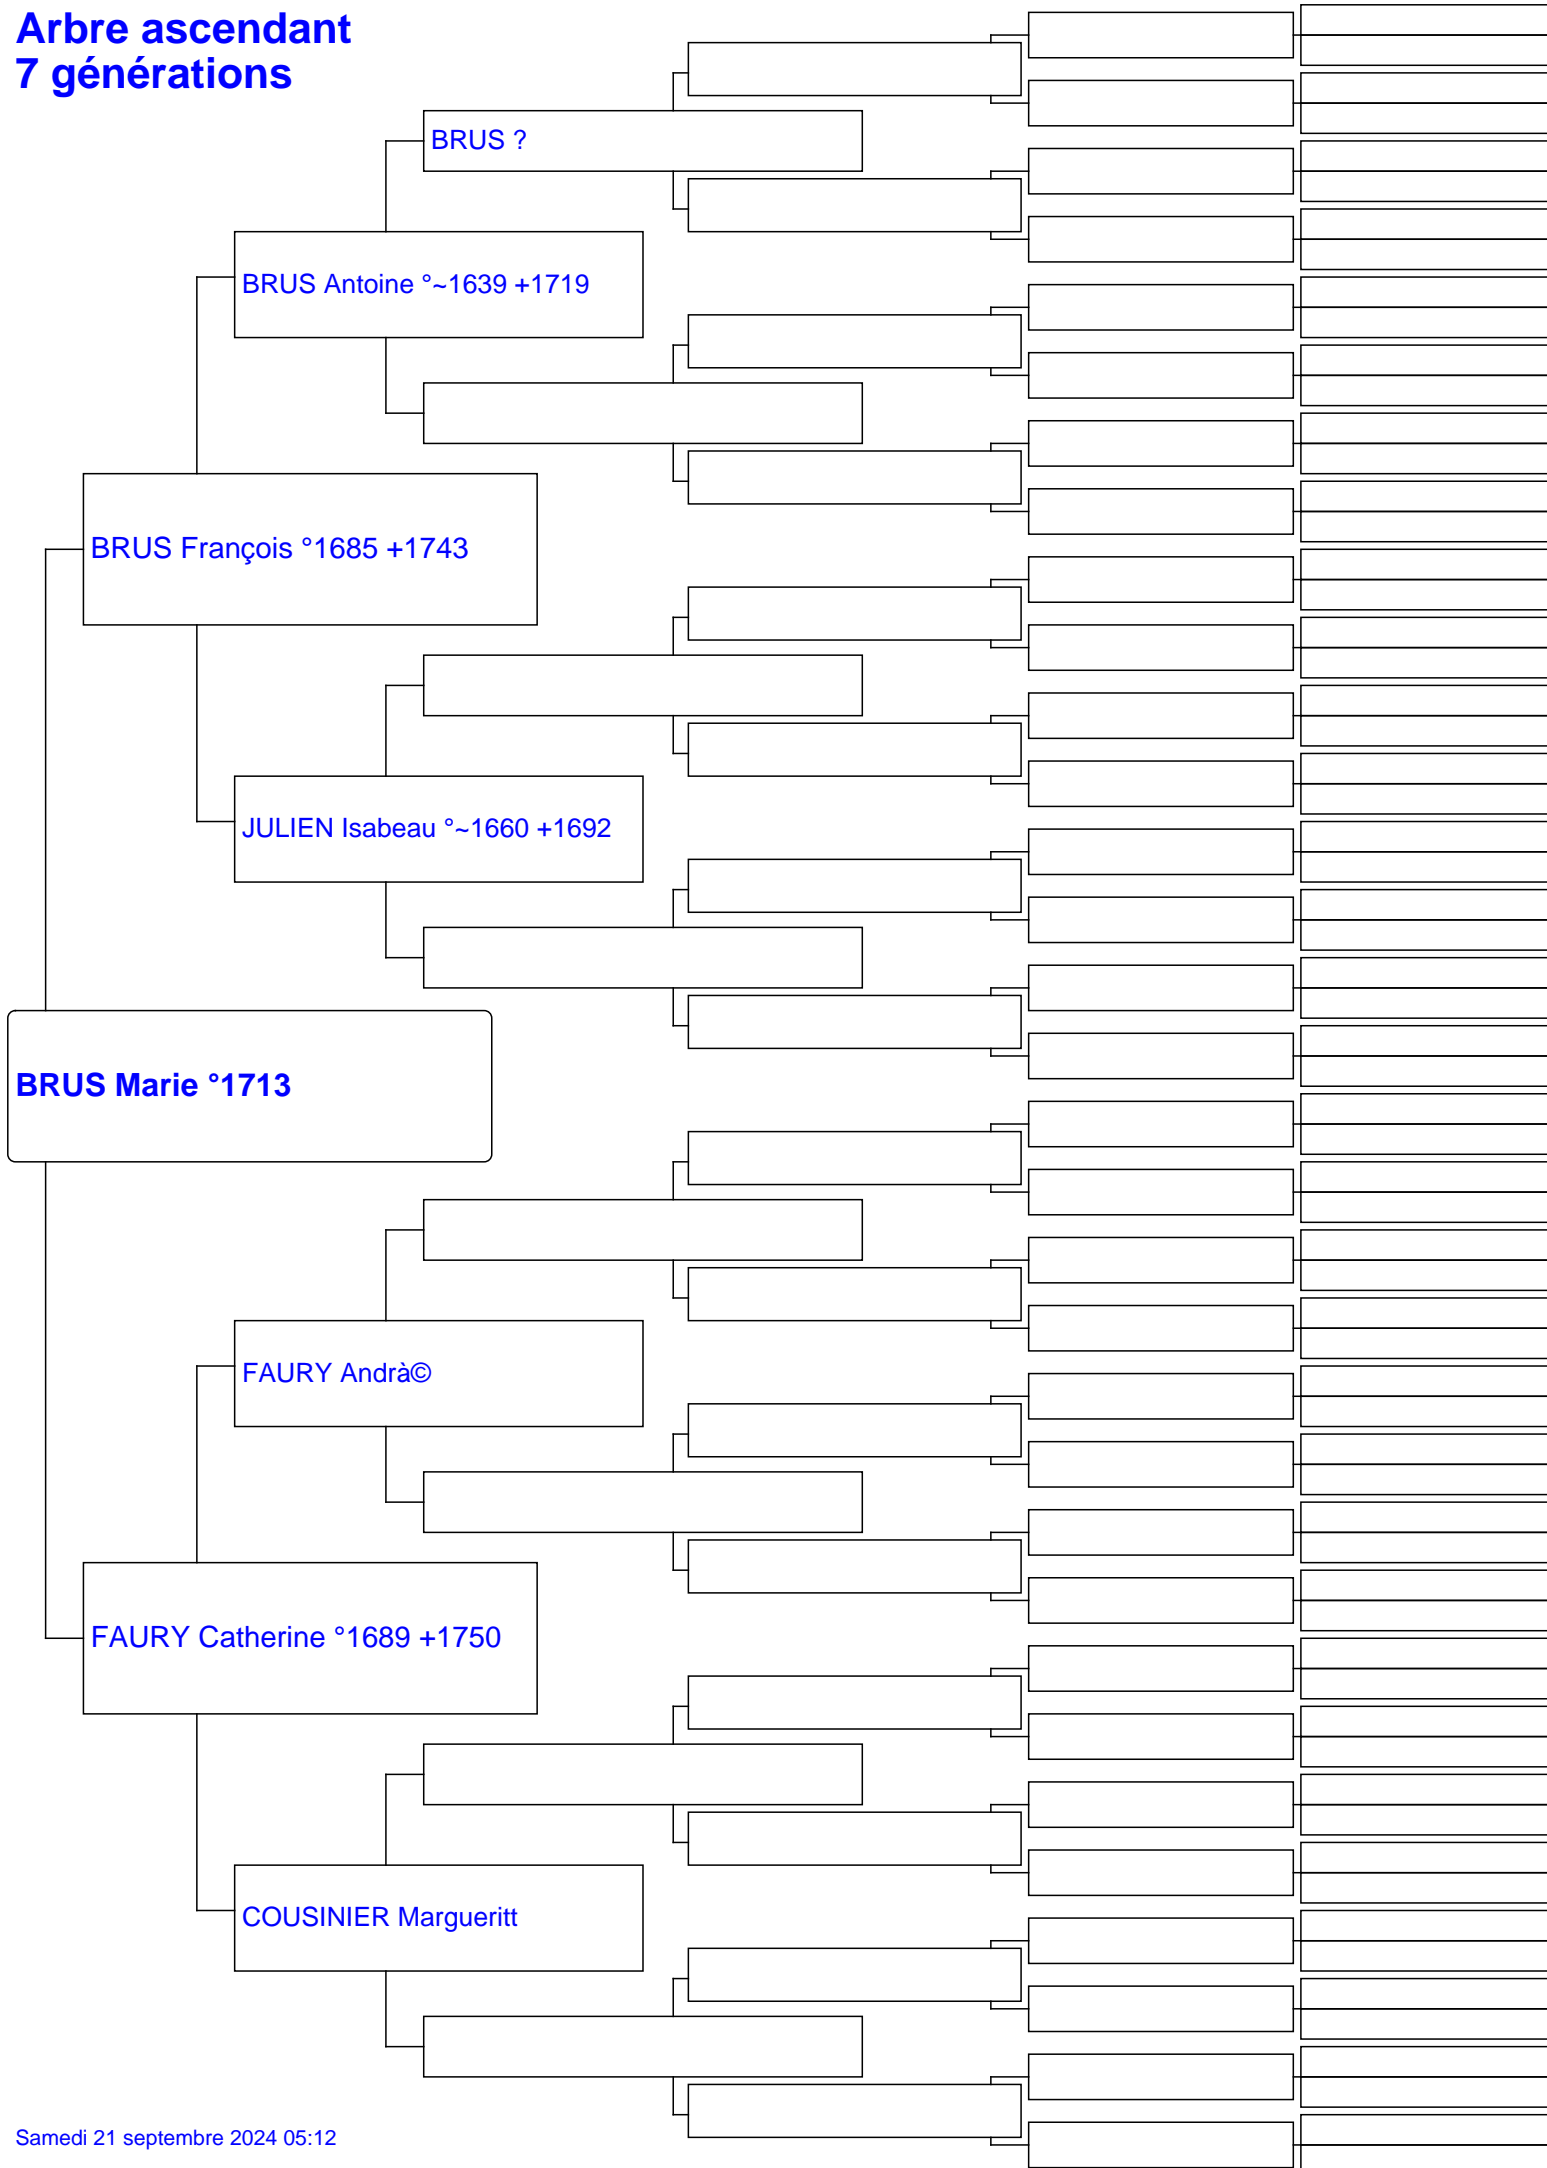 Arbre ascendant
7 générations
BRUS ?
BRUS Antoine °~1639 +1719
BRUS François °1685 +1743
JULIEN Isabeau °~1660 +1692
BRUS Marie °1713
FAURY Andrà©
FAURY Catherine °1689 +1750
COUSINIER Margueritt
Samedi 21 septembre 2024 05:12